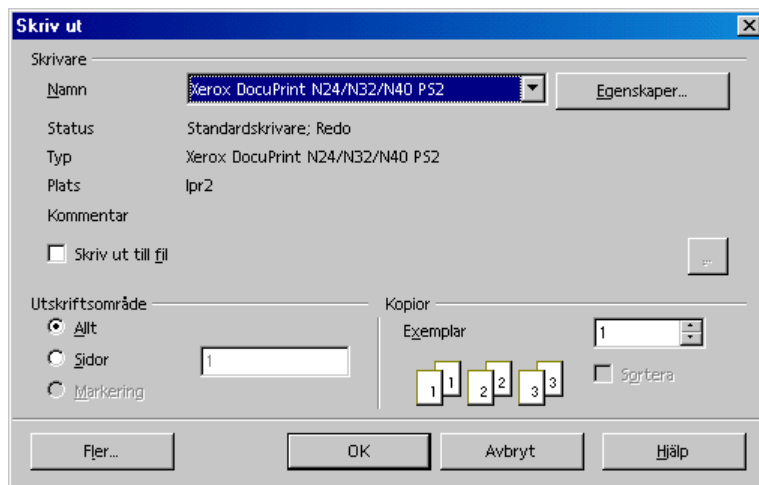 Skriv ut
Skrivare
Namn Xerox DocuPrint N24/N32/N40 PS2 Egenskaper...
Status Standardskrivare; Redo
Typ Xerox DocuPrint N24/N32/N40 PS2
Plats lpr2
Kommentar
Skriv ut till fil ...
Utskriftsområde Kopior
Allt Exemplar 1
Sidor 1
Markering 1 1 2 2 3 3 Sortera
Fler... OK Avbryt Hjälp